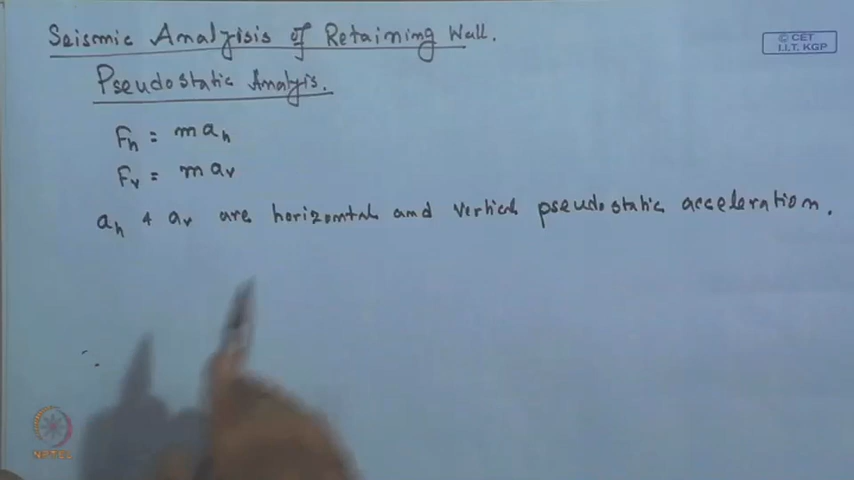 Seismic Analysis of Retaining Wall.
© CET
I.I.T. KGP
Pseudostatic Analysis.
Fh = m ah
Fv = m av
ah & av are horizontal and vertical pseudostatic acceleration.
NPTEL